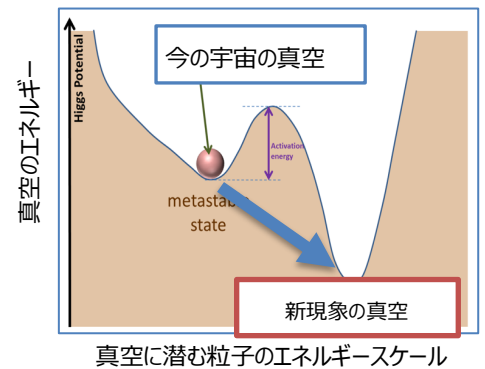 今の宇宙の真空
真空のエネルギー
Higgs Potential
Activation
energy
metastable
state
新現象の真空
真空に潜む粒子のエネルギースケール